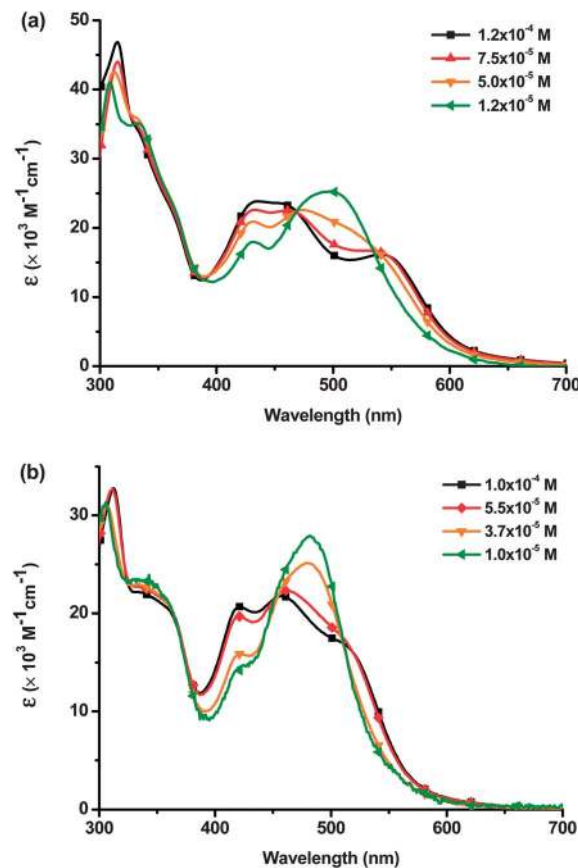 (a)
1.2x10⁻⁴ M
7.5x10⁻⁵ M
5.0x10⁻⁵ M
1.2x10⁻⁵ M
50
40
30
20
10
0
ε (× 10³ M⁻¹cm⁻¹)
300 400 500 600 700
Wavelength (nm)
(b)
1.0x10⁻⁴ M
5.5x10⁻⁵ M
3.7x10⁻⁵ M
1.0x10⁻⁵ M
30
20
10
0
ε (× 10³ M⁻¹cm⁻¹)
300 400 500 600 700
Wavelength (nm)